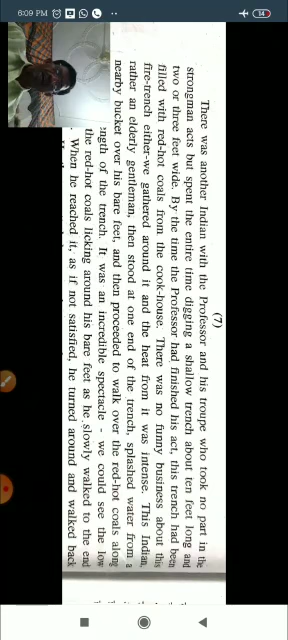 6:09 PM
14
(7)
There was another Indian with the Professor and his troupe who took no part in the
strongman acts but spent the entire time digging a shallow trench about ten feet long and
two or three feet wide. By the time the Professor had finished his act, this trench had been
filled with red-hot coals from the cook-house. There was no funny business about this
fire-trench either-we gathered around it and the heat from it was intense. This Indian,
rather an elderly gentleman, then stood at one end of the trench, splashed water from a
nearby bucket over his bare feet, and then proceeded to walk over the red-hot coals along
ength of the trench. It was an incredible spectacle - we could see the low
the red-hot coals licking around his bare feet as he slowly walked to the end
. When he reached it, as if not satisfied, he turned around and walked back